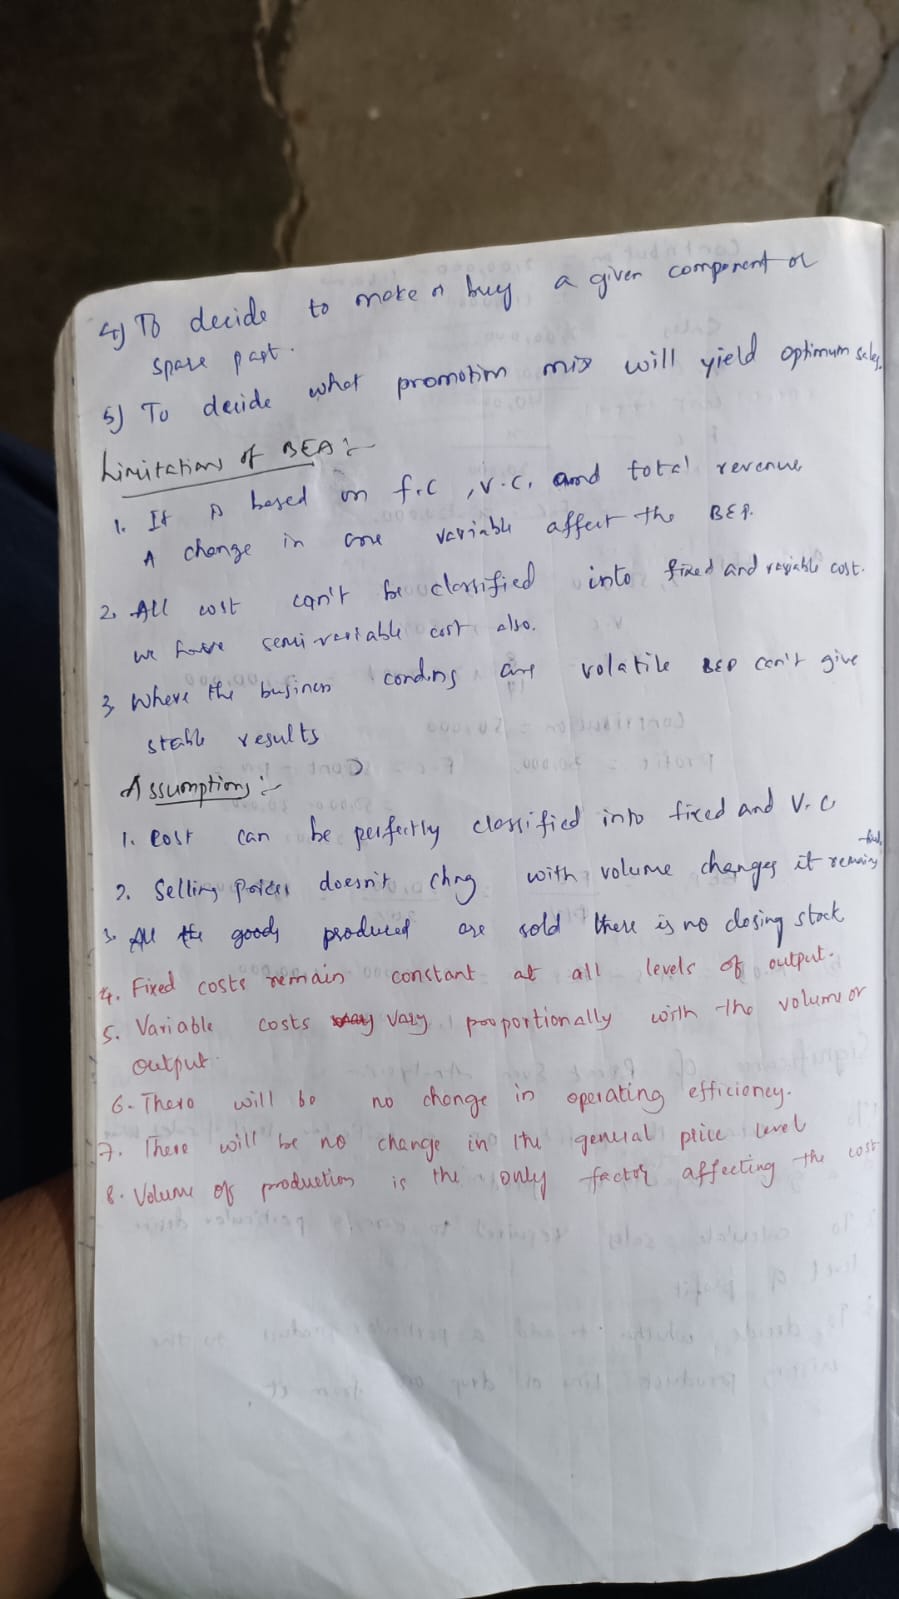 4) To decide to make or buy a given component or
spare part.
5) To decide what promotion mix will yield optimum sales.
Limitations of BEA :-
1. It is based on f.C , V.C, and total revenue,
A change in one variable affect the BEP.
2. All cost can't be classified into fixed and variable cost.
we have semi variable cost also.
3. Where the business condns are volatile BEP can't give
stable results
Assumptions :-
1. Cost can be perfectly classified into fixed and V.C
2. Selling prices doesn't chng with volume changes it remains fixed
3. All the goods produced are sold there is no closing stock
4. Fixed costs remain constant at all levels of output.
5. Variable costs vary proportionally with the volume or
output.
6. There will be no change in operating efficiency.
7. There will be no change in the general price level
8. Volume of production is the only factor affecting the cost